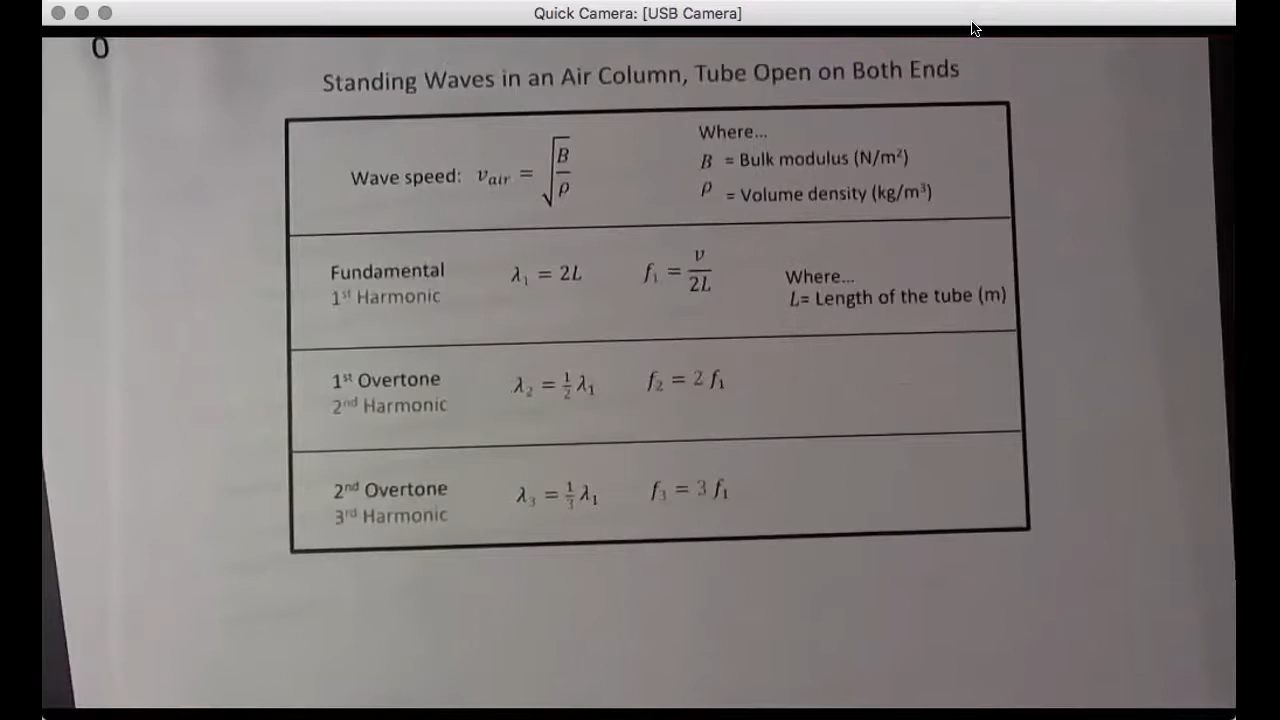 Quick Camera: [USB Camera]
0
Standing Waves in an Air Column, Tube Open on Both Ends
Wave speed: v_air = √(B/ρ)
Where...
B = Bulk modulus (N/m²)
ρ = Volume density (kg/m³)
Fundamental
1st Harmonic
λ₁ = 2L
f₁ = v/2L
Where...
L= Length of the tube (m)
1st Overtone
2nd Harmonic
λ₂ = ½ λ₁
f₂ = 2 f₁
2nd Overtone
3rd Harmonic
λ₃ = ⅓ λ₁
f₃ = 3 f₁